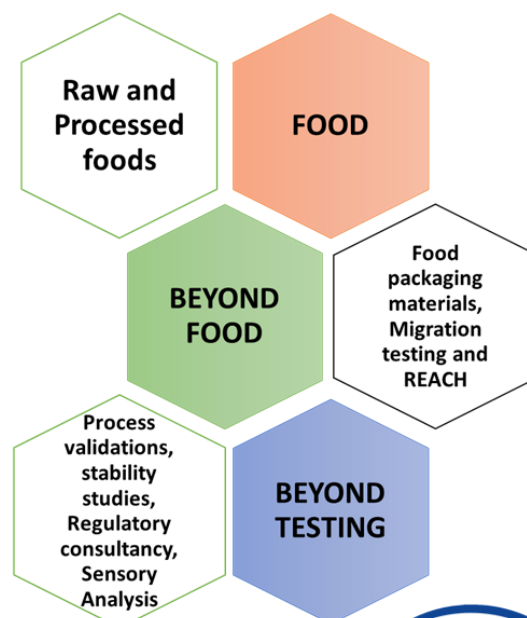 Raw and
Processed
foods
FOOD
BEYOND
FOOD
Food
packaging
materials,
Migration
testing and
REACH
Process
validations,
stability
studies,
Regulatory
consultancy,
Sensory
Analysis
BEYOND
TESTING